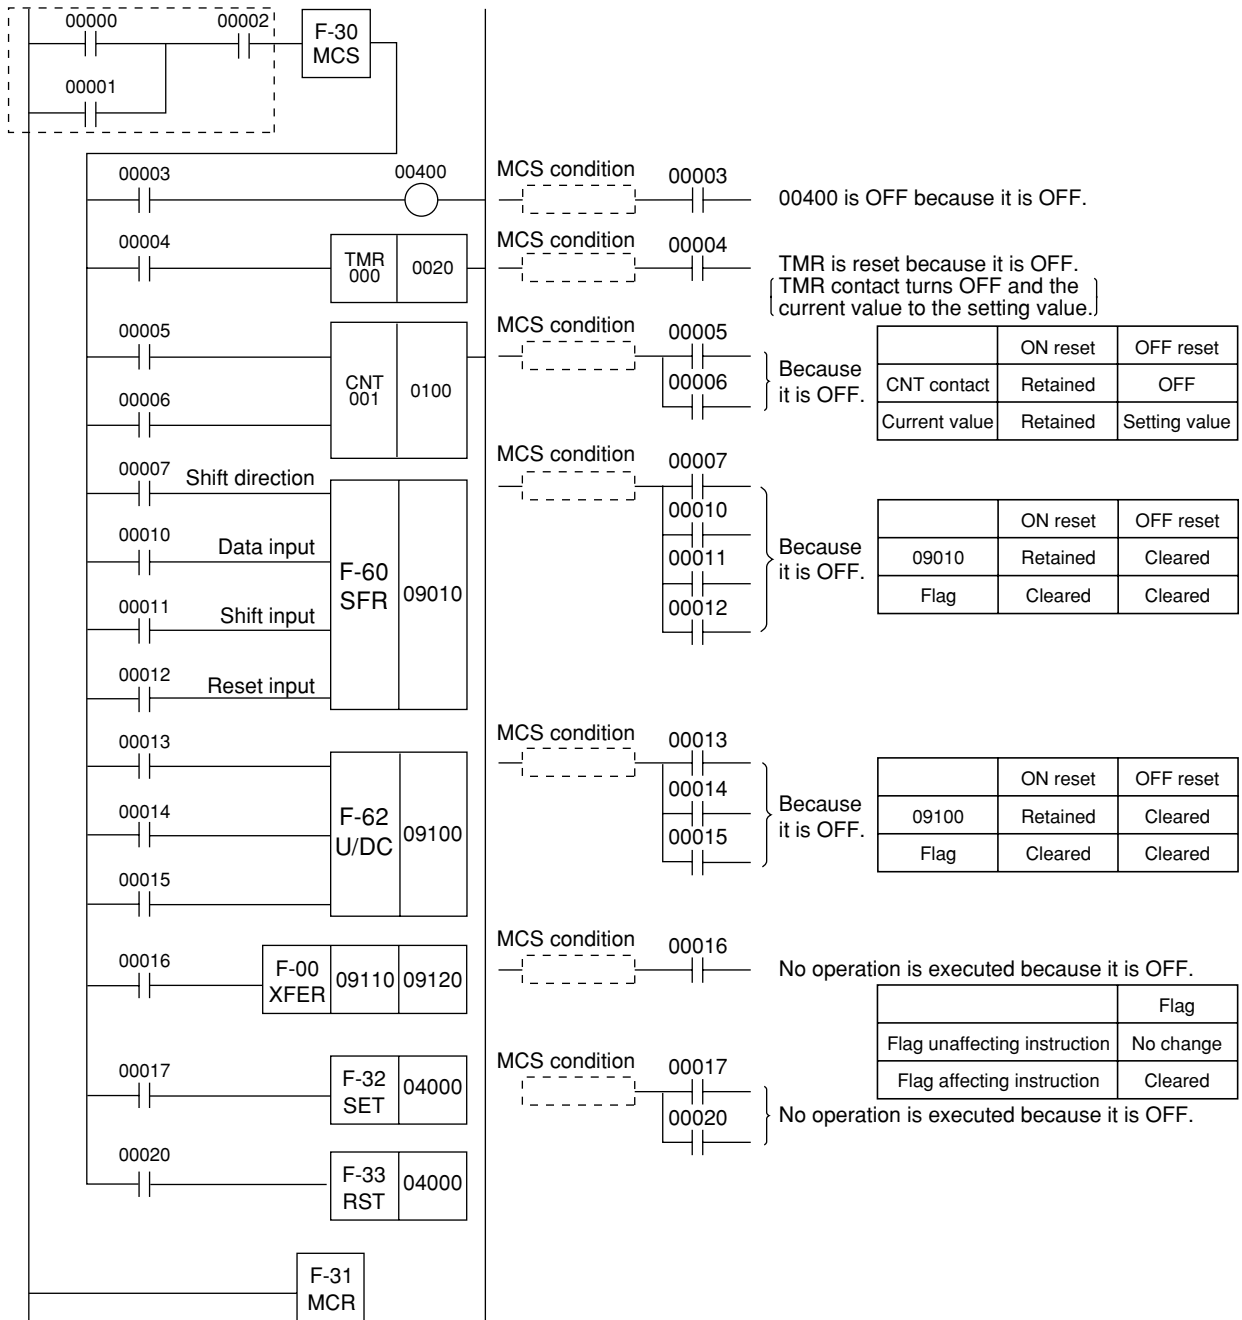 00000 00002 F-30
MCS
00001
00003 00400 MCS condition 00003 00400 is OFF because it is OFF.
00004 TMR
000 0020 MCS condition 00004 TMR is reset because it is OFF.
TMR contact turns OFF and the
current value to the setting value.
00005 00006 CNT
001 0100 MCS condition 00005 00006 Because
it is OFF.
ON reset OFF reset
CNT contact Retained OFF
Current value Retained Setting value
00007 Shift direction
00010 Data input
00011 Shift input
00012 Reset input
F-60
SFR 09010
MCS condition 00007
00010
00011
00012
Because
it is OFF.
ON reset OFF reset
09010 Retained Cleared
Flag Cleared Cleared
00013
00014
00015
F-62
U/DC 09100
MCS condition 00013
00014
00015
Because
it is OFF.
ON reset OFF reset
09100 Retained Cleared
Flag Cleared Cleared
00016 F-00
XFER 09110 09120
MCS condition 00016 No operation is executed because it is OFF.
Flag
Flag unaffecting instruction No change
Flag affecting instruction Cleared
00017 F-32
SET 04000
MCS condition 00017
00020
No operation is executed because it is OFF.
00020 F-33
RST 04000
F-31
MCR